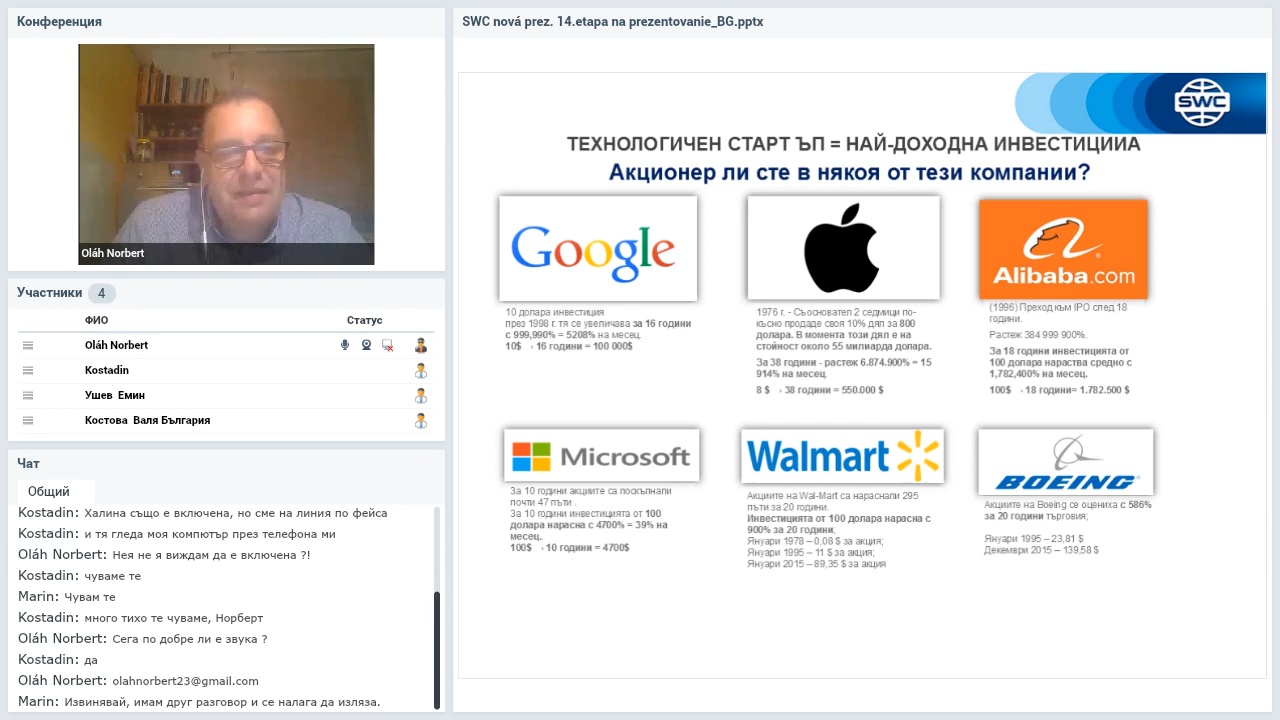 Конференция
Oláh Norbert
Участники 4
ФИО Статус
Oláh Norbert
Kostadin
Ушев Емин
Костова Валя България
Чат
Общий
Kostadin: Халина също е включена, но сме на лингафейса
Kostadin: и тя гледа моя компютър през телефона ми
Oláh Norbert: Нея не я виждам да е включена ?!
Kostadin: чуваме те
Marin: Чувам те
Kostadin: много тихо те чуваме, Норберт
Oláh Norbert: Сега по добре ли е звука ?
Kostadin: да
Oláh Norbert: olahnorbert23@gmail.com
Marin: Извинявай, имам друг разговор и се налага да изляза.
SWC nová prez. 14.etapa na prezentovanie_BG.pptx
SWC
ТЕХНОЛОГИЧЕН СТАРТ ЪП = НАЙ-ДОХОДНА ИНВЕСТИЦИИА
Акционер ли сте в някоя от тези компании?
Google
10 долара инвестиция
през 1998 г. тя се увеличава за 16 години
с 999,990% = 5208% на месец.
10$ → 16 години = 100 000$
1976 г. - Съосновател 2 седмици по-
късно продаде своя 10% дял за 800
долара. В момента този дял е на
стойност около 55 милиарда долара.
За 38 години - растеж 6.874.900% = 15
914% на месец.
8 $ → 38 години = 550.000 $
Alibaba.com
(1996) Преход към IPO след 18
години.
Растеж 384 999 900%.
За 18 години инвестицията от
100 долара нараства средно с
1,782,400% на месец.
100$ → 18 години= 1.782.500 $
Microsoft
За 10 години акциите са поскъпнали
почти 47 пъти .
За 10 години инвестицията от 100
долара нарасна с 4700% = 39% на
месец.
100$ → 10 години = 4700$
Walmart
Акциите на Wal-Mart са нараснали 295
пъти за 20 години.
Инвестицията от 100 долара нарасна с
900% за 20 години;
Януари 1978 – 0,08 $ за акция;
Януари 1995 – 11 $ за акция;
Януари 2015 – 89,35 $ за акция
BOEING
Акциите на Boeing се оцениха с 586%
за 20 години търговия;
Януари 1995 – 23,81 $
Декември 2015 – 139,58 $